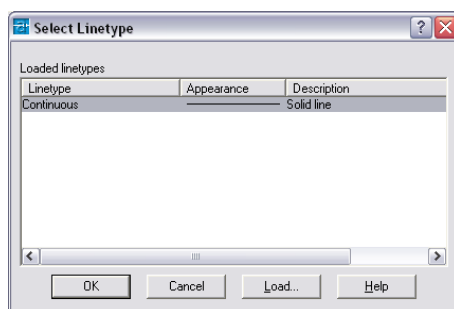 Select Linetype
Loaded linetypes
Linetype Appearance Description
Continuous Solid line
OK Cancel Load... Help